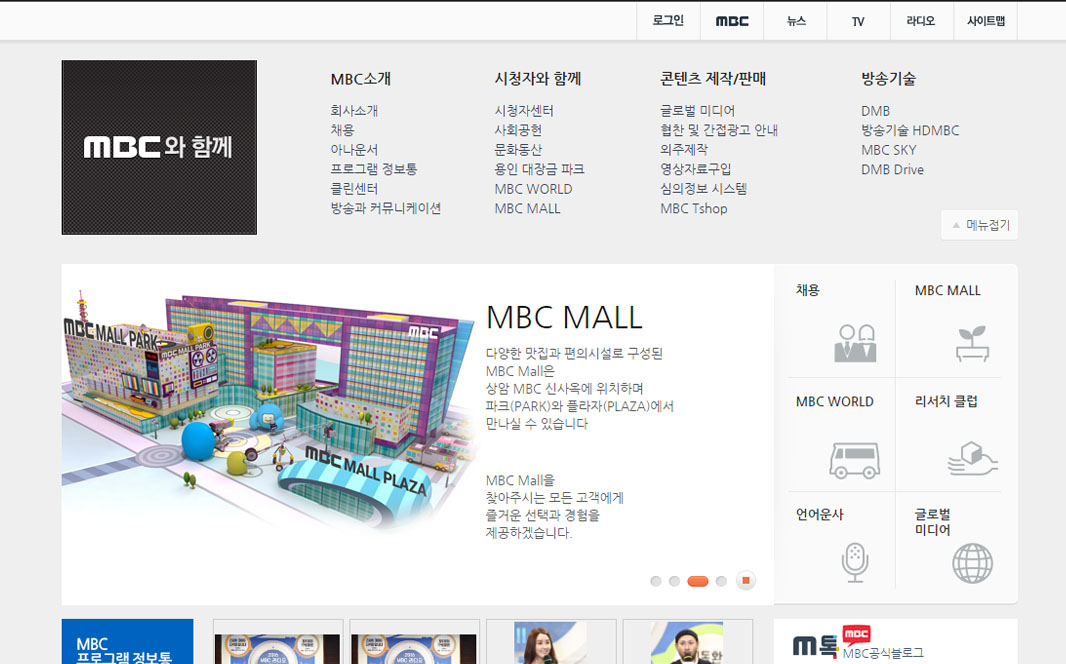 로그인
MBC
뉴스
TV
라디오
사이트맵
MBC와 함께
MBC소개
회사소개
채용
아나운서
프로그램 정보통
클린센터
방송과 커뮤니케이션
시청자와 함께
시청자센터
사회공헌
문화동산
용인 대장금 파크
MBC WORLD
MBC MALL
콘텐츠 제작/판매
글로벌 미디어
협찬 및 간접광고 안내
외주제작
영상자료구입
심의정보 시스템
MBC Tshop
방송기술
DMB
방송기술 HDMBC
MBC SKY
DMB Drive
메뉴접기
MBC MALL PARK
MBC MALL PARK
MBC
MBC MALL PLAZA
MBC MALL
다양한 맛집과 편의시설로 구성된
MBC Mall은
상암 MBC 신사옥에 위치하며
파크(PARK)와 플라자(PLAZA)에서
만나실 수 있습니다
MBC Mall을
찾아주시는 모든 고객에게
즐거운 선택과 경험을
제공하겠습니다.
채용
MBC MALL
MBC WORLD
리서치 클럽
언어운사
글로벌
미디어
MBC
프로그램 정보통
M톡
MBC
MBC공식블로그